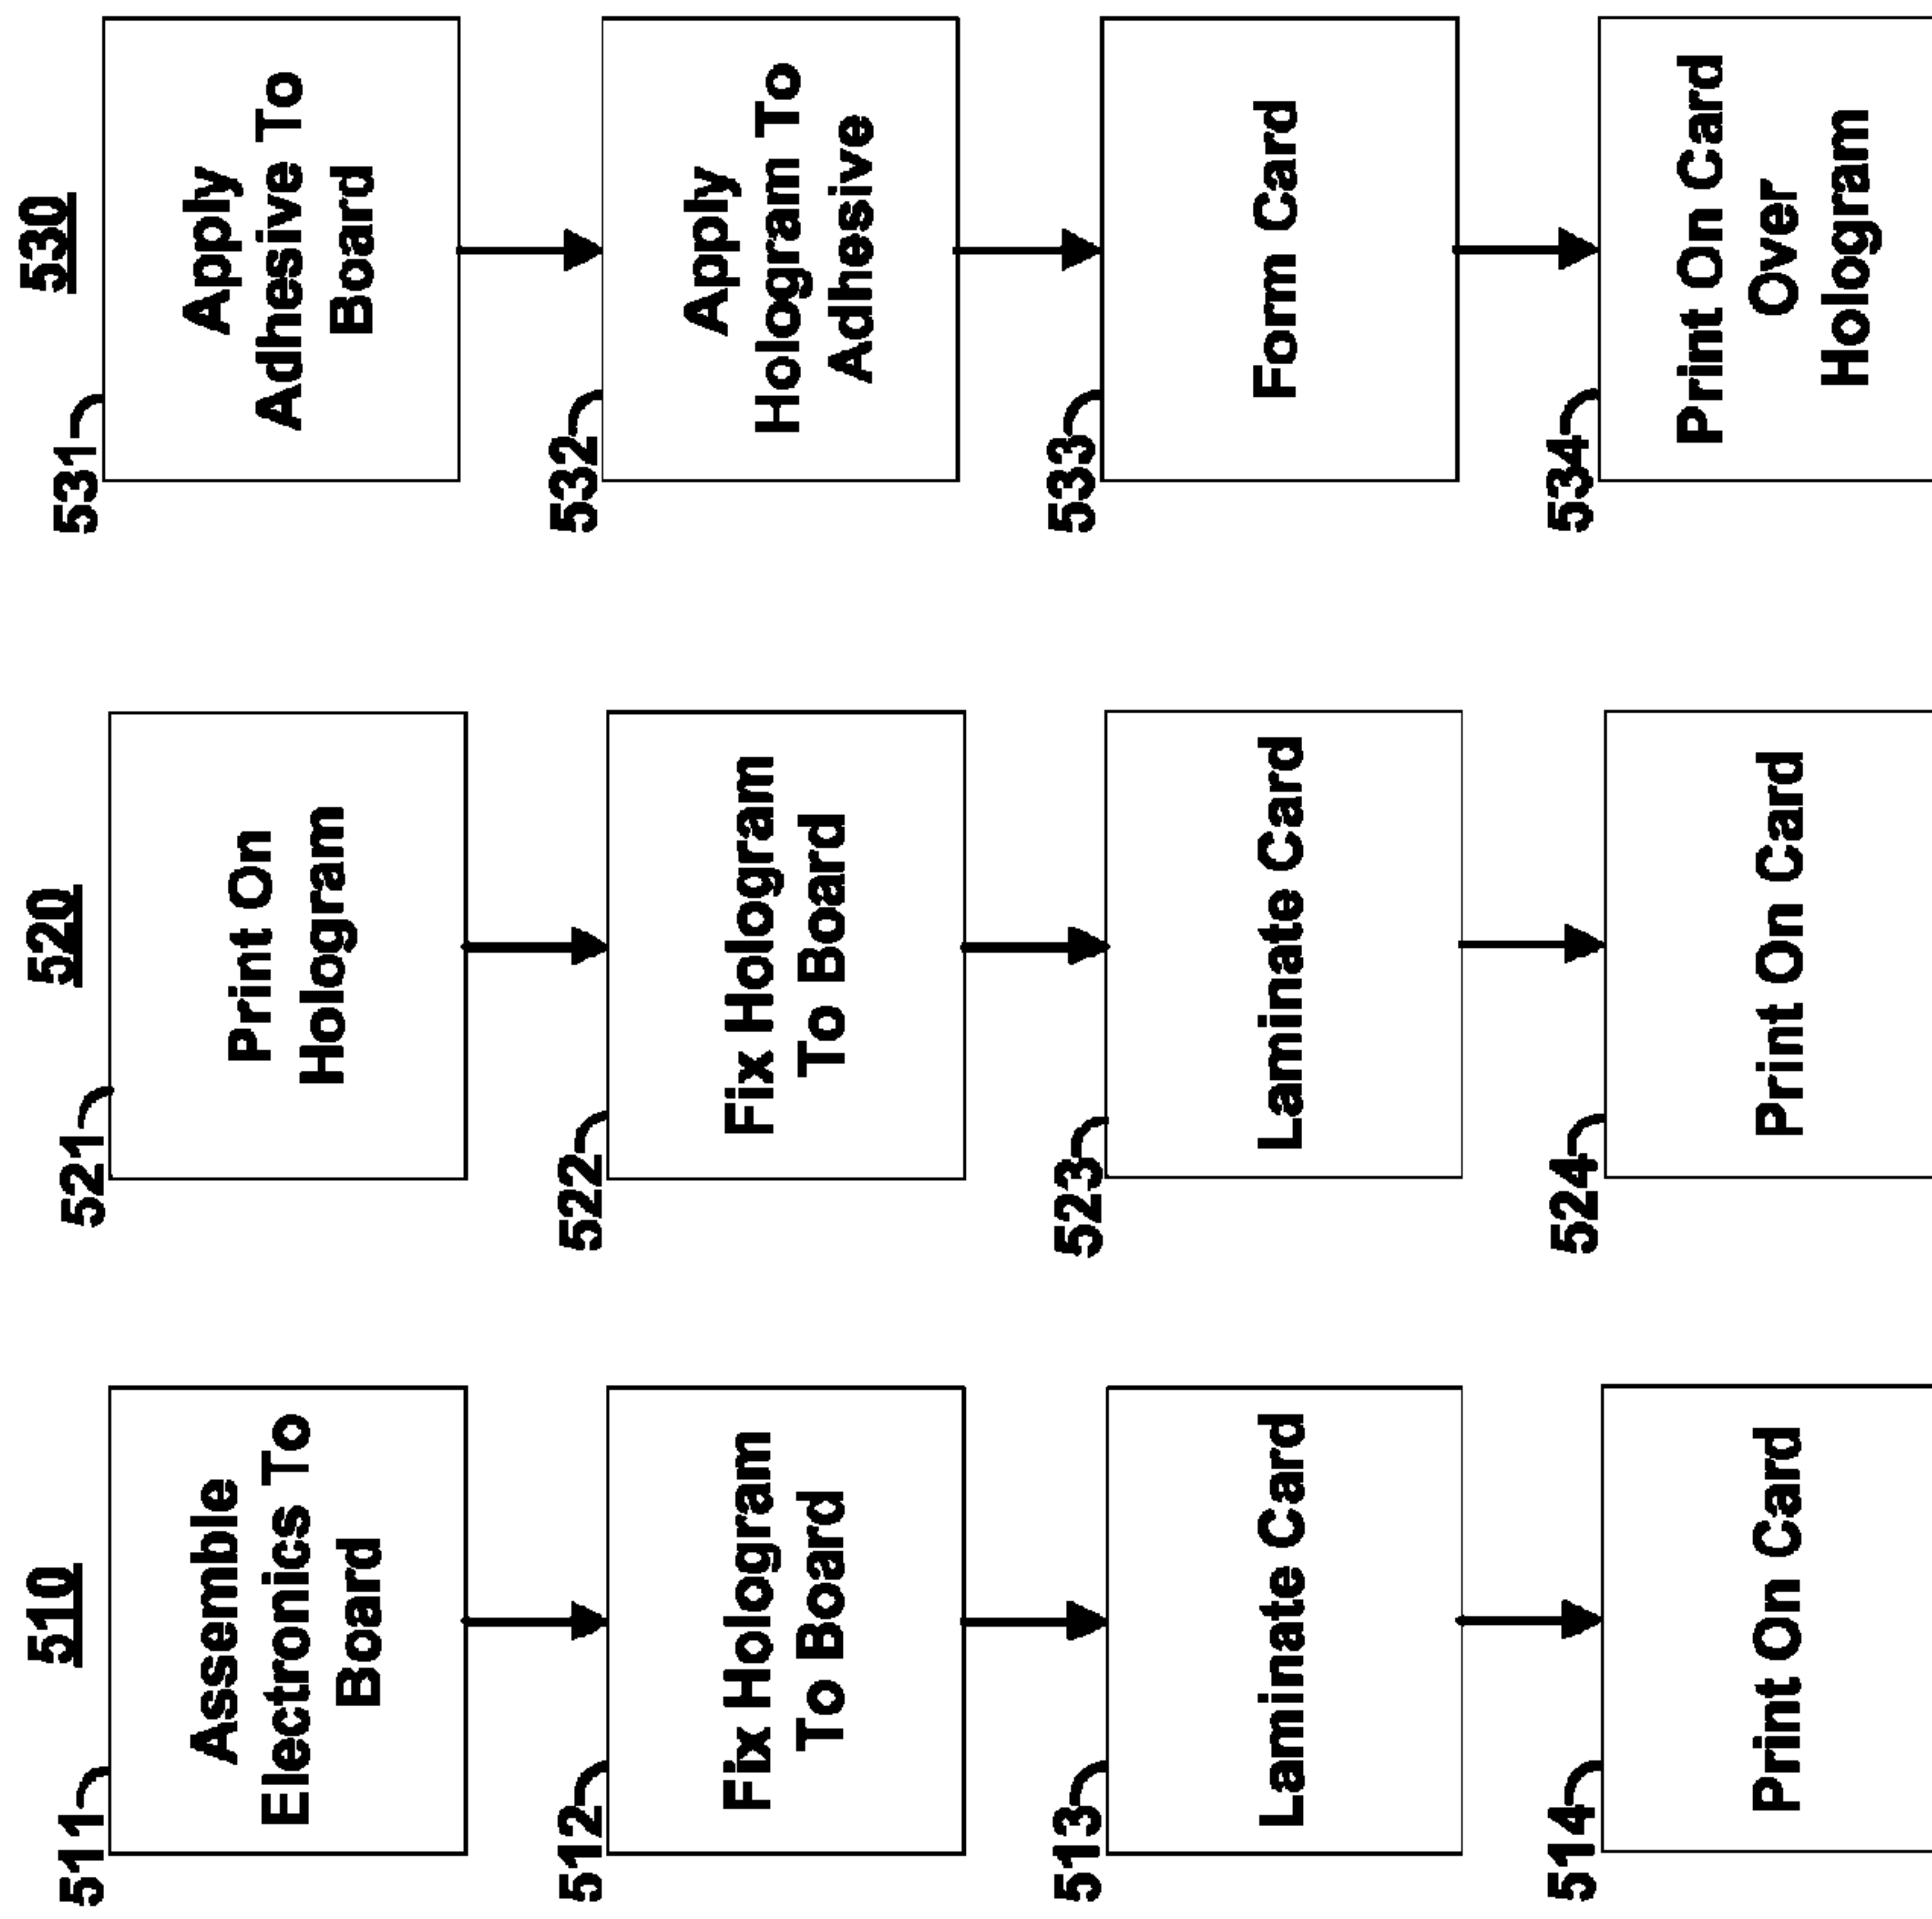 510
511
Assemble
Electronics To
Board
512
Fix Hologram
To Board
513
Laminate Card
514
Print On Card
520
521
Print On
Hologram
522
Fix Hologram
To Board
523
Laminate Card
524
Print On Card
530
531
Apply
Adhesive To
Board
532
Apply
Hologram To
Adhesive
533
Form Card
534
Print On Card
Over
Hologram